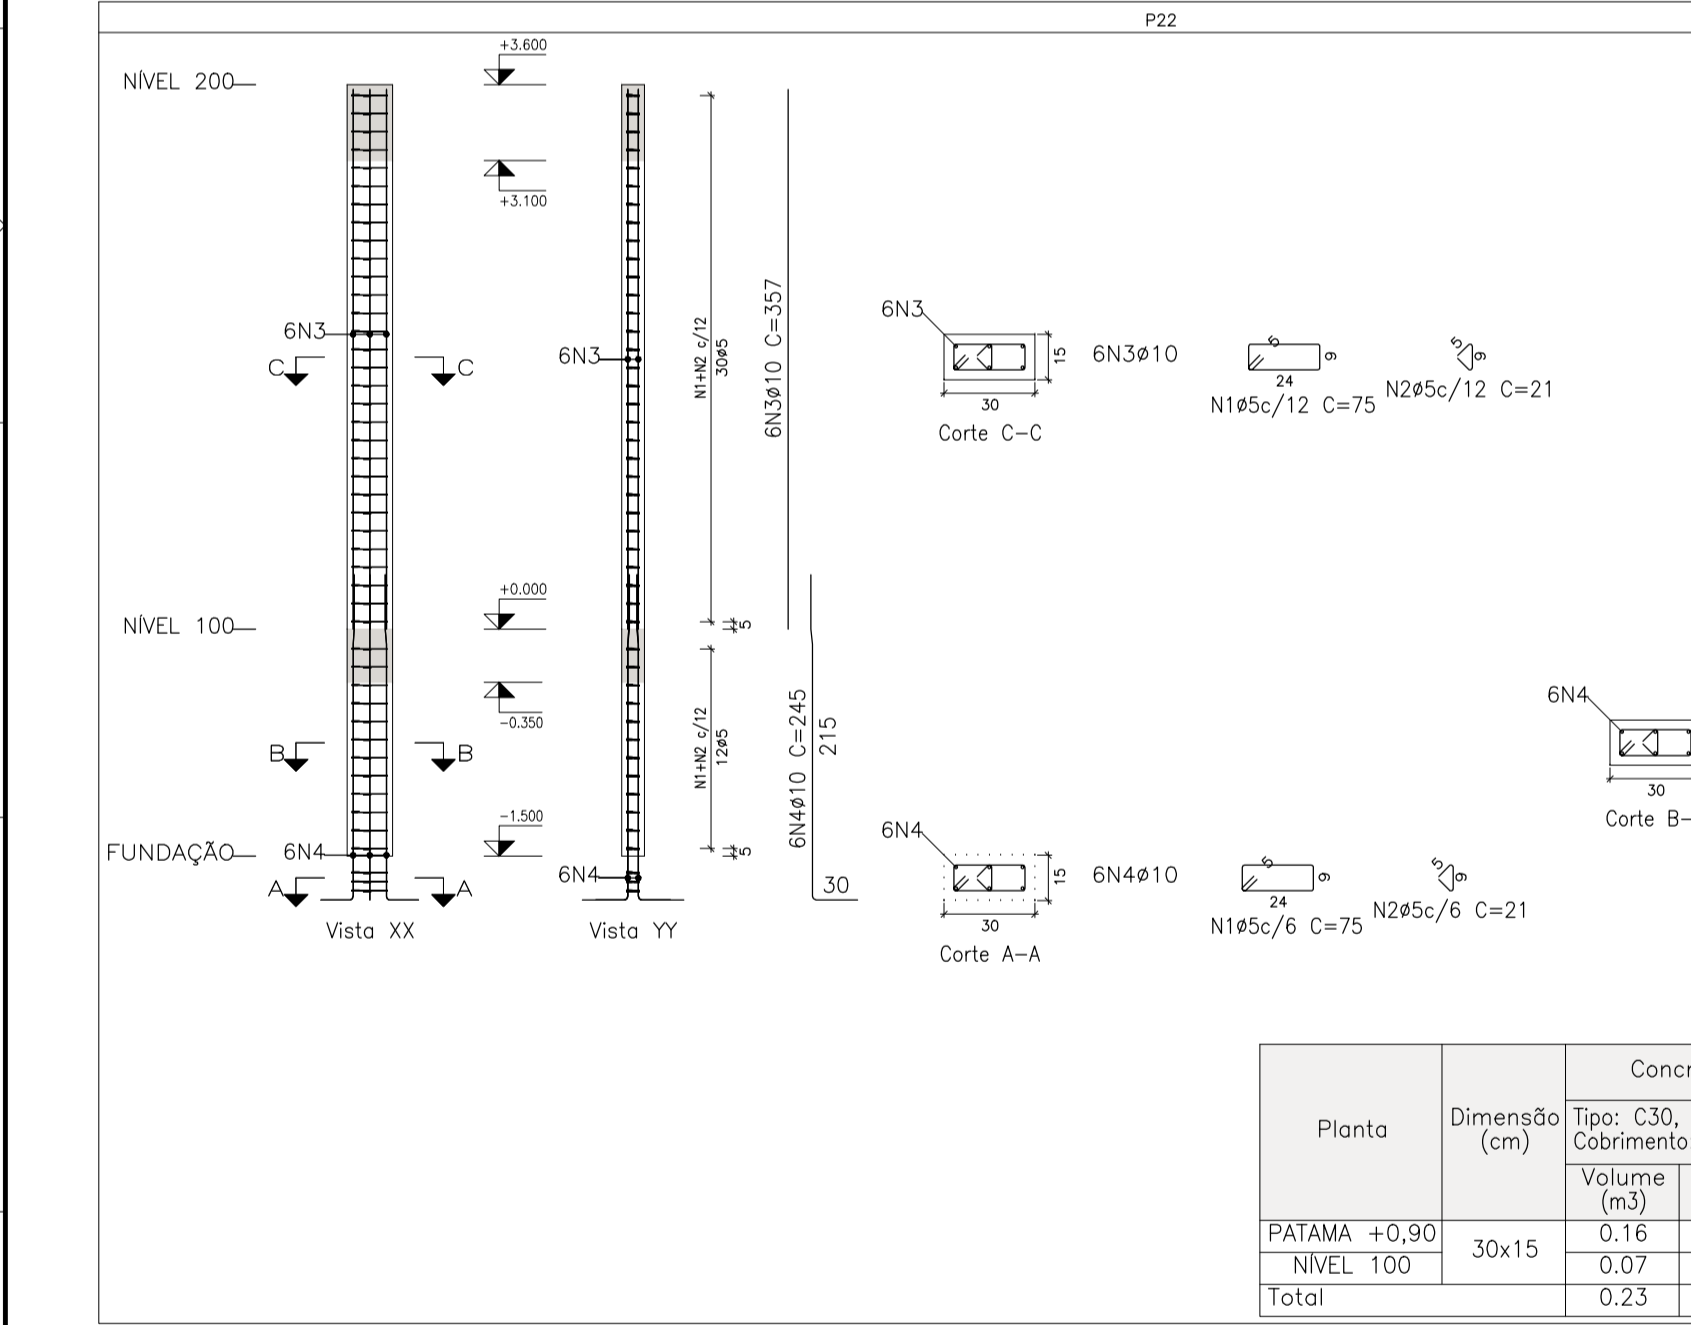 P22
NÍVEL 200
+3.600
+3.100
6N3
C
C
6N3
N1+N2 c/12
30ø5
6N3ø10 C=357
6N3
15
30
Corte C-C
6N3ø10
5
9
24
N1ø5c/12 C=75
5
9
N2ø5c/12 C=21
NÍVEL 100
+0.000
-0.350
5
B
B
N1+N2 c/12
12ø5
6N4ø10 C=245
215
30
6N4
30
Corte B-
FUNDAÇÃO
6N4
-1.500
5
A
A
6N4
Vista XX
Vista YY
6N4
15
30
Corte A-A
6N4ø10
5
9
24
N1ø5c/6 C=75
5
9
N2ø5c/6 C=21
Planta
Dimensão
(cm)
Concr
Tipo: C30,
Cobrimento
Volume
(m3)
PATAMA +0,90
30x15
0.16
NÍVEL 100
0.07
Total
0.23